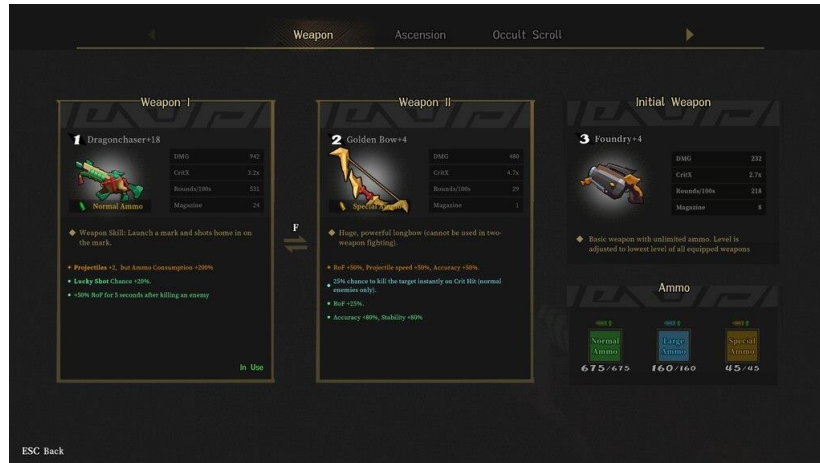 Weapon
Ascension
Occult Scroll
Weapon I
1 Dragonchaser+18
DMG 942
CritX 3.2x
Rounds/100s 531
Magazine 24
Normal Ammo
Weapon Skill: Launch a mark and shots home in on
the mark.
Projectiles +2, but Ammo Consumption +200%
Lucky Shot Chance +20%.
+50% RoF for 5 seconds after killing an enemy
In Use
F
Weapon II
2 Golden Bow+4
DMG 480
CritX 4.7x
Rounds/100s 29
Magazine 1
Special Ammo
Huge, powerful longbow (cannot be used in two-
weapon fighting).
RoF +50%, Projectile speed +50%, Accuracy +50%.
25% chance to kill the target instantly on Crit Hit (normal
enemies only).
RoF +25%.
Accuracy +80%, Stability +80%
Initial Weapon
3 Foundry+4
DMG 232
CritX 2.7x
Rounds/100s 218
Magazine 8
Basic weapon with unlimited ammo. Level is
adjusted to lowest level of all equipped weapons
Ammo
Normal
Ammo
675/675
Large
Ammo
160/160
Special
Ammo
45/45
ESC Back